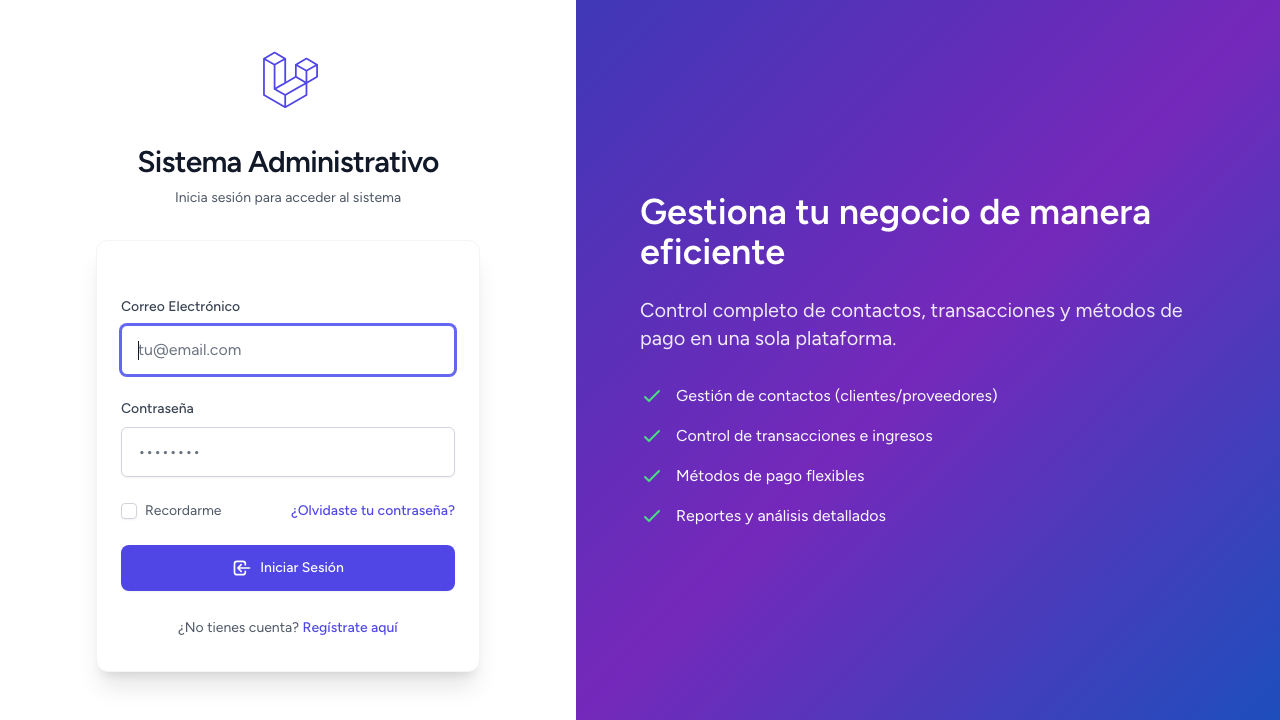 Sistema Administrativo
Inicia sesión para acceder al sistema
Correo Electrónico
tu@email.com
Contraseña
••••••••
Recordarme
¿Olvidaste tu contraseña?
Iniciar Sesión
¿No tienes cuenta? Regístrate aquí
Gestiona tu negocio de manera
eficiente
Control completo de contactos, transacciones y métodos de
pago en una sola plataforma.
Gestión de contactos (clientes/proveedores)
Control de transacciones e ingresos
Métodos de pago flexibles
Reportes y análisis detallados